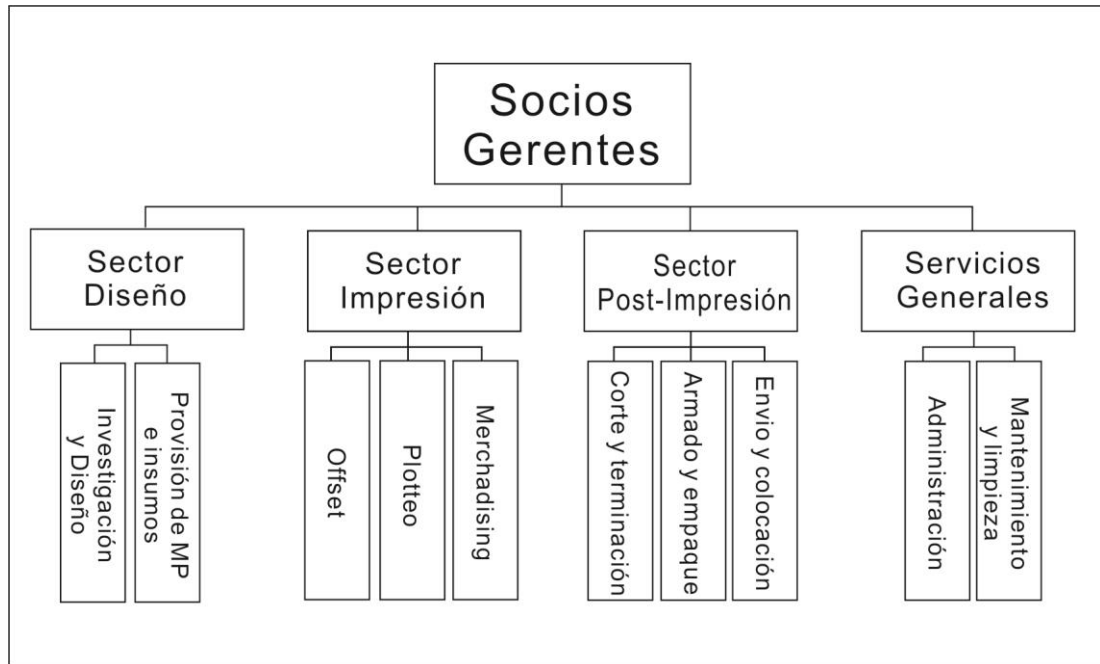 Socios
Gerentes
Sector
Diseño
Sector
Impresión
Sector
Post-Impresión
Servicios
Generales
Investigación
y Diseño
Provisión de MP
e insumos
Offset
Plotteo
Merchadising
Corte y terminación
Armado y empaque
Envio y colocación
Administración
Mantenimiento
y limpieza